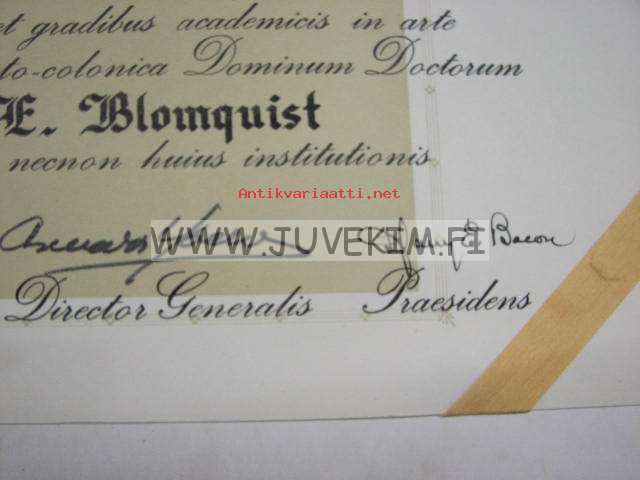 et gradibus academicis in arte
to-colonica Dominum Doctorum
E. Blomquist
necnon huius institutionis
Antikvariaatti.net
WWW.JUVEKIM.FI
Bacon
Director Generalis Praesidens